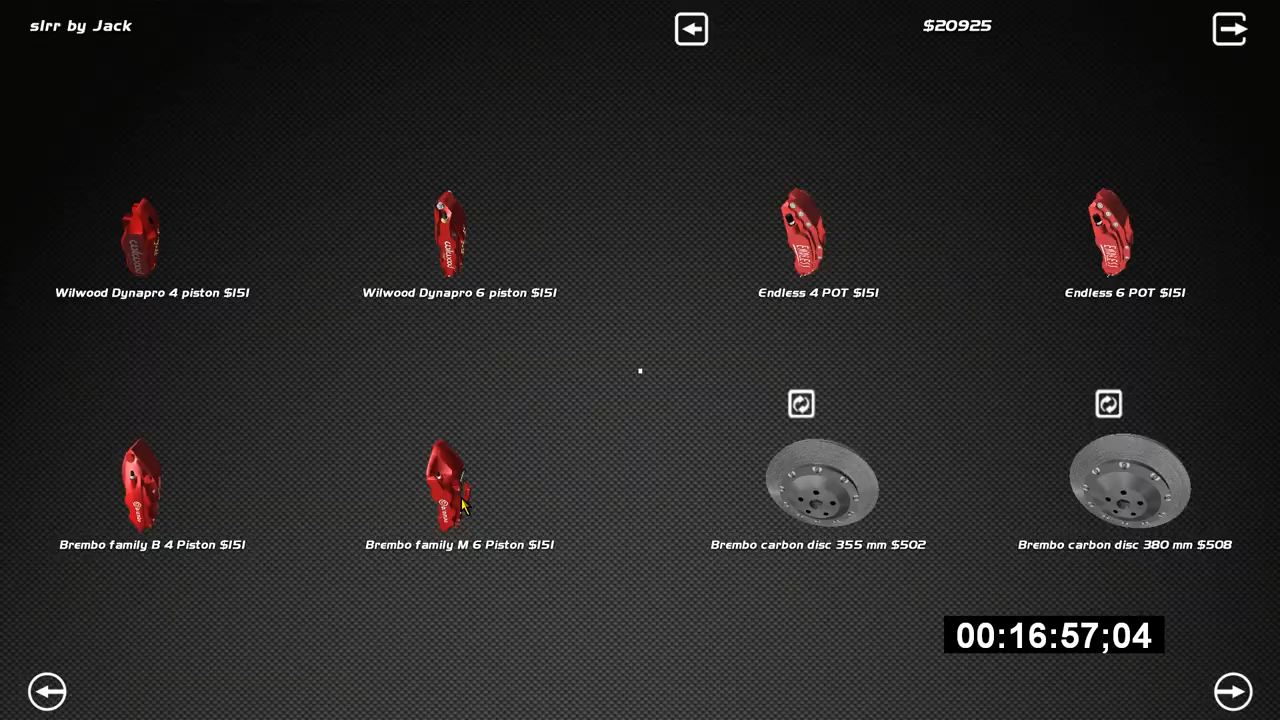 slrr by Jack
$20925
Wilwood Dynapro 4 piston $151
Wilwood Dynapro 6 piston $151
Endless 4 POT $151
Endless 6 POT $151
Brembo family B 4 Piston $151
Brembo family M 6 Piston $151
Brembo carbon disc 355 mm $502
Brembo carbon disc 380 mm $508
00:16:57;04